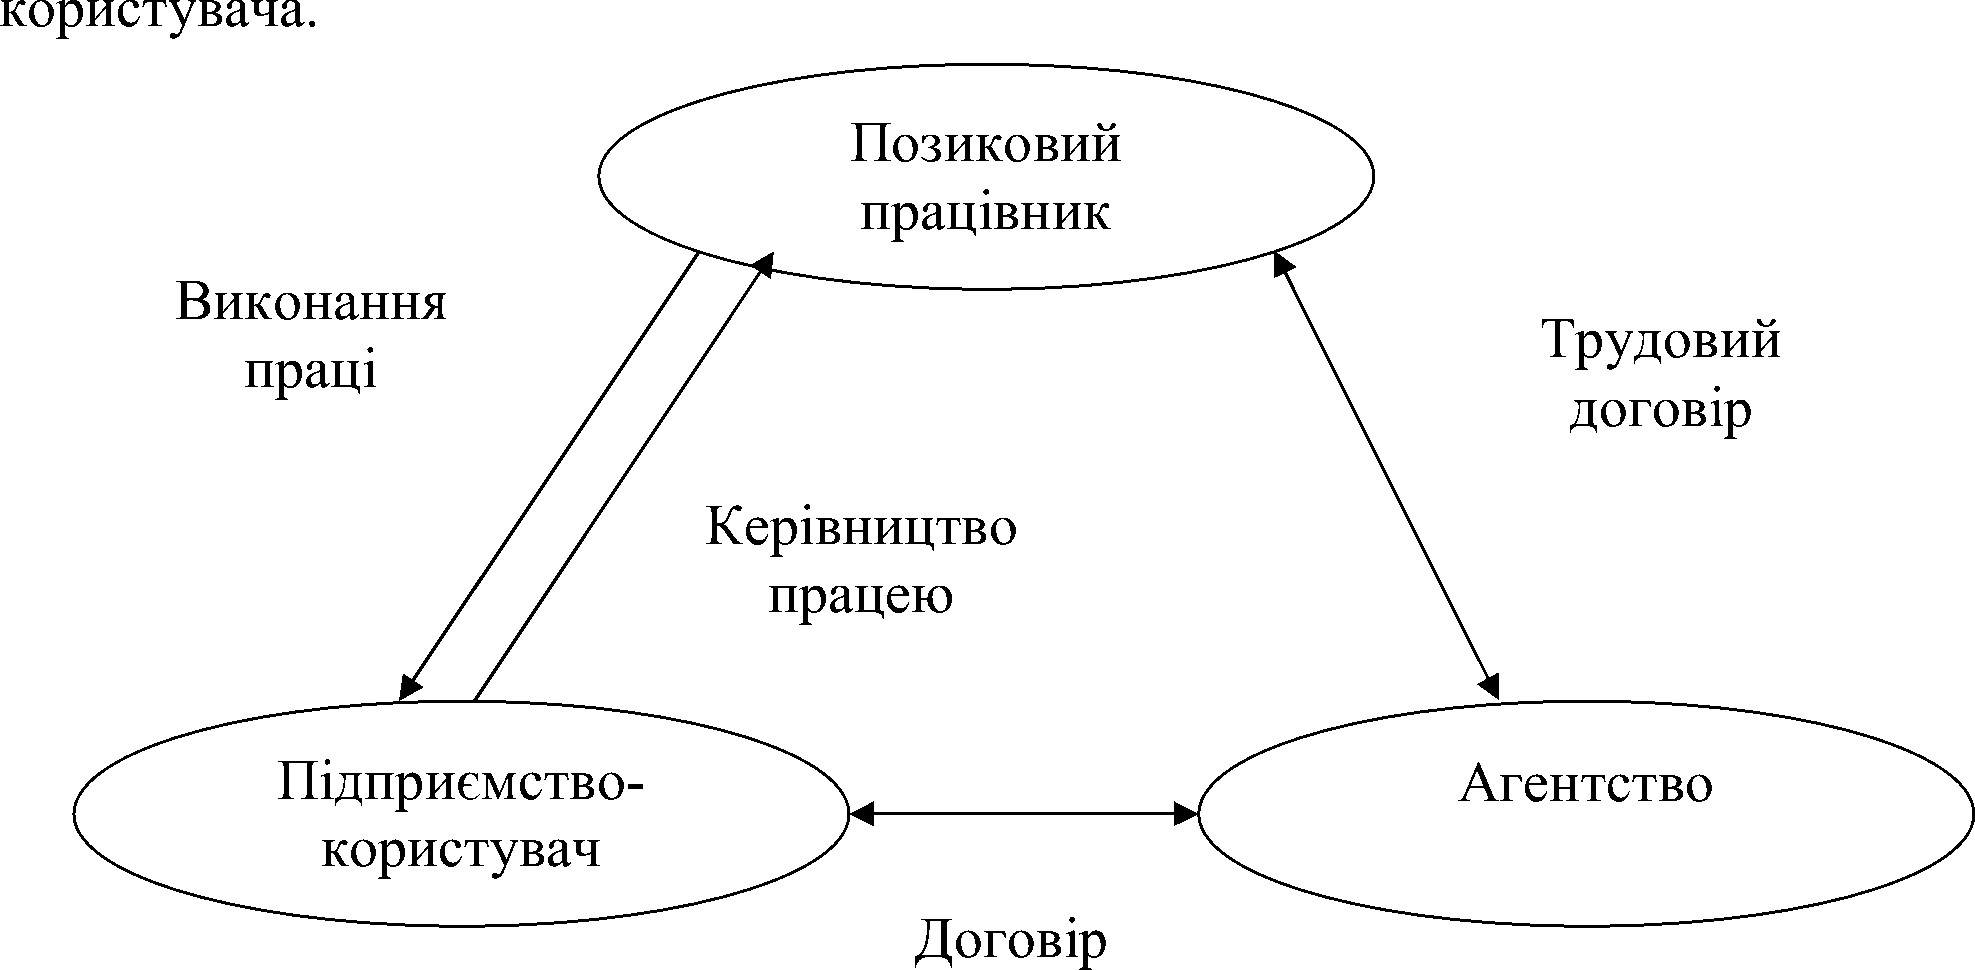 користувача.
Позиковий
працівник
Виконання
праці
Трудовий
договір
Керівництво
працею
Підприємство-
користувач
Агентство
Договір